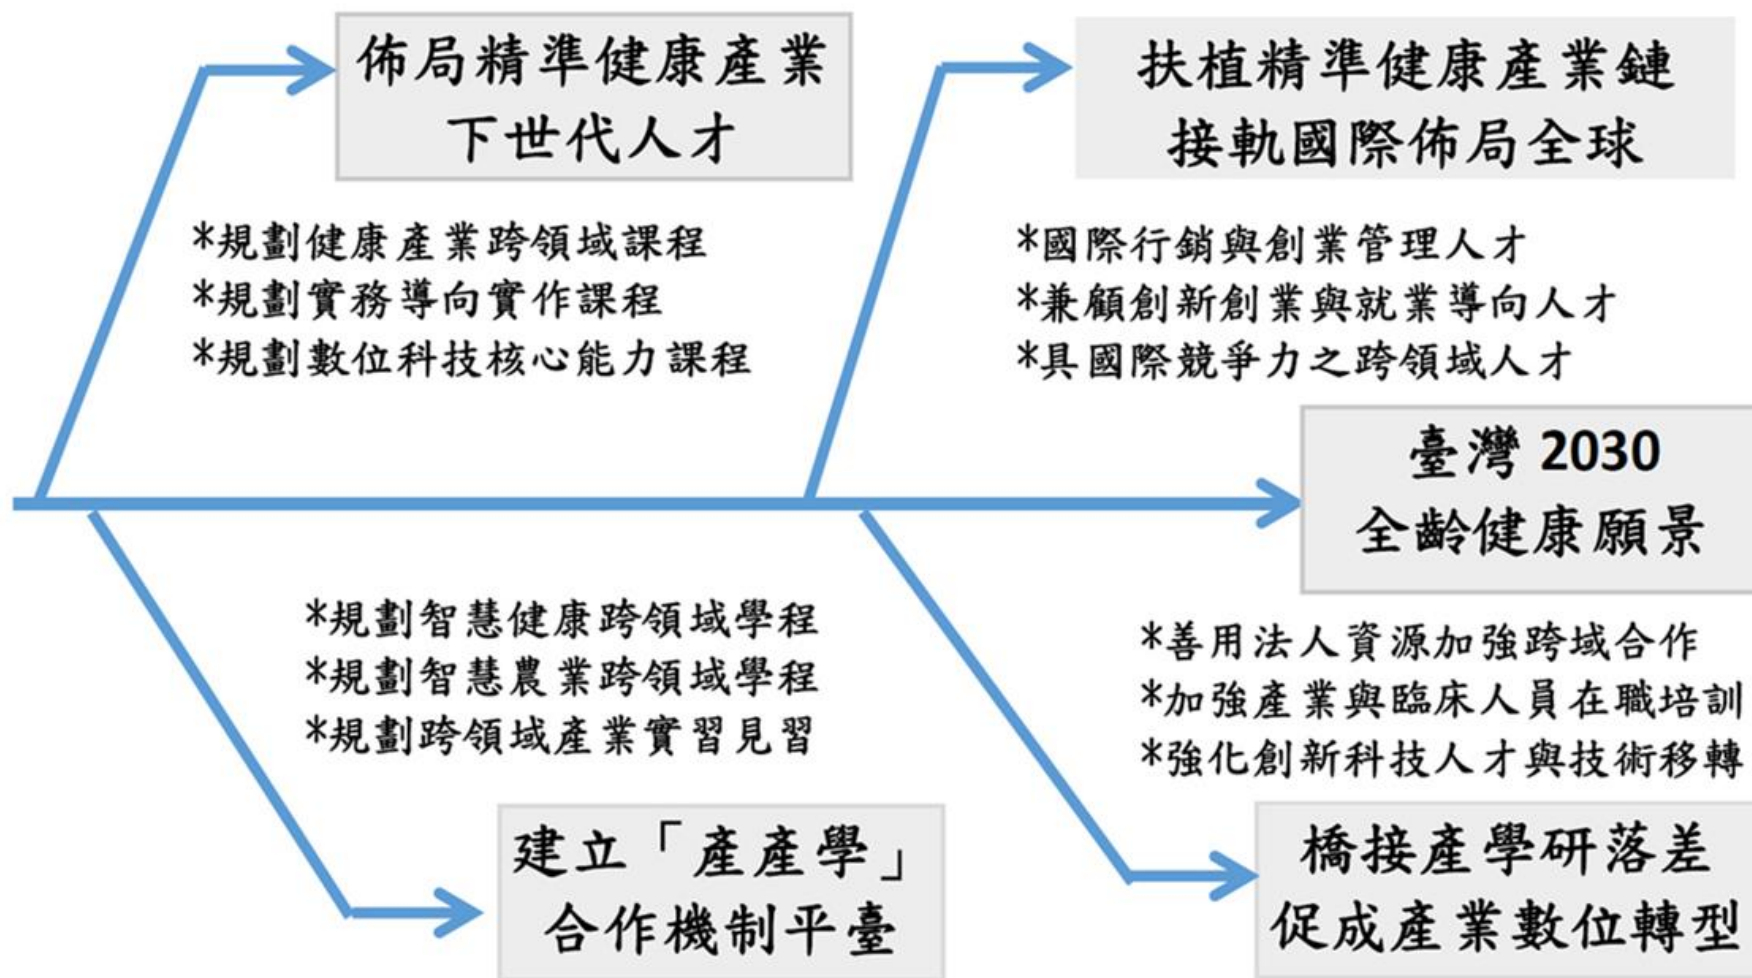 佈局精準健康產業
下世代人才
*規劃健康產業跨領域課程
*規劃實務導向實作課程
*規劃數位科技核心能力課程
扶植精準健康產業鏈
接軌國際佈局全球
*國際行銷與創業管理人才
*兼顧創新創業與就業導向人才
*具國際競爭力之跨領域人才
臺灣 2030
全齡健康願景
*規劃智慧健康跨領域學程
*規劃智慧農業跨領域學程
*規劃跨領域產業實習見習
建立「產產學」
合作機制平臺
*善用法人資源加強跨域合作
*加強產業與臨床人員在職培訓
*強化創新科技人才與技術移轉
橋接產學研落差
促成產業數位轉型